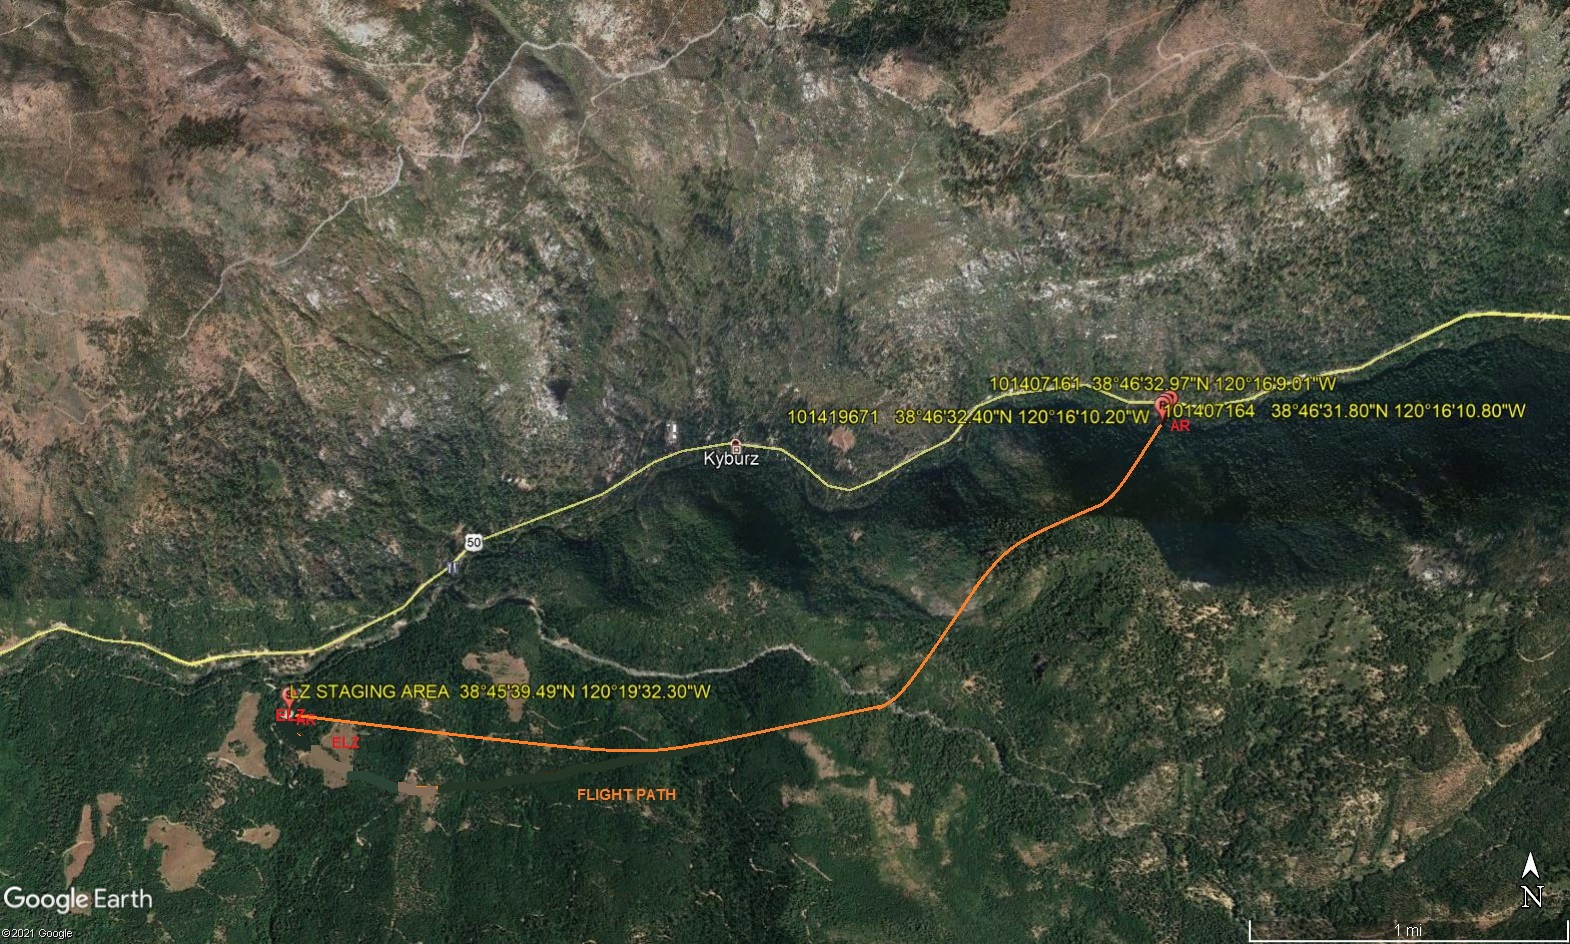 101407161 38°46'32.97"N 120°16'9.01"W
101419671 38°46'32.40"N 120°16'10.20"W
101407164 38°46'31.80"N 120°16'10.80"W
AR
Kyburz
50
LZ STAGING AREA 38°45'39.49"N 120°19'32.30"W
ELZ
AR
ELZ
FLIGHT PATH
Google Earth
©2021 Google
N
1 mi